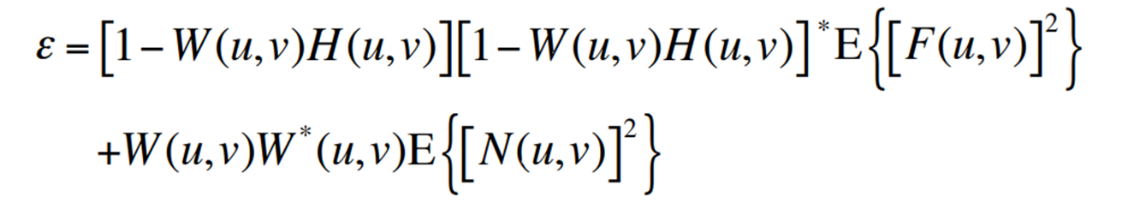 ε = [1 − W(u,v)H(u,v)][1 − W(u,v)H(u,v)]* E{[F(u,v)]²}
+W(u,v)W*(u,v)E{[N(u,v)]²}